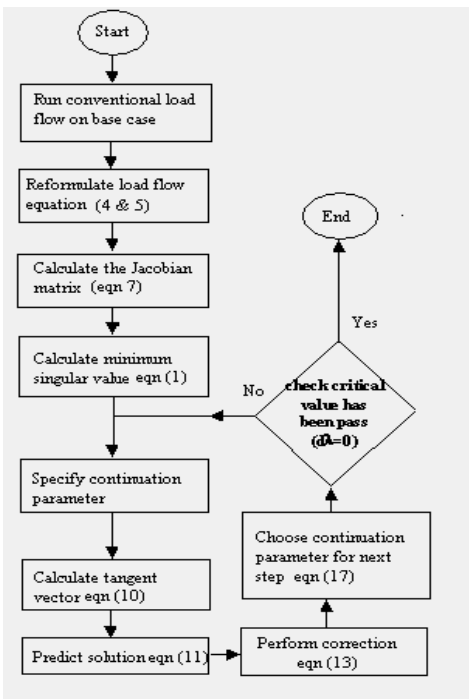 Start
Run conventional load
flow on base case
Reformulate load flow
equation (4 & 5)
Calculate the Jacobian
matrix (eqn 7)
Calculate minimum
singular value eqn (1)
Specify continuation
parameter
Calculate tangent
vector eqn (10)
Predict solution eqn (11)
Perform correction
eqn (13)
Choose continuation
parameter for next
step eqn (17)
check critical
value has
been pass
(dλ=0)
No
Yes
End